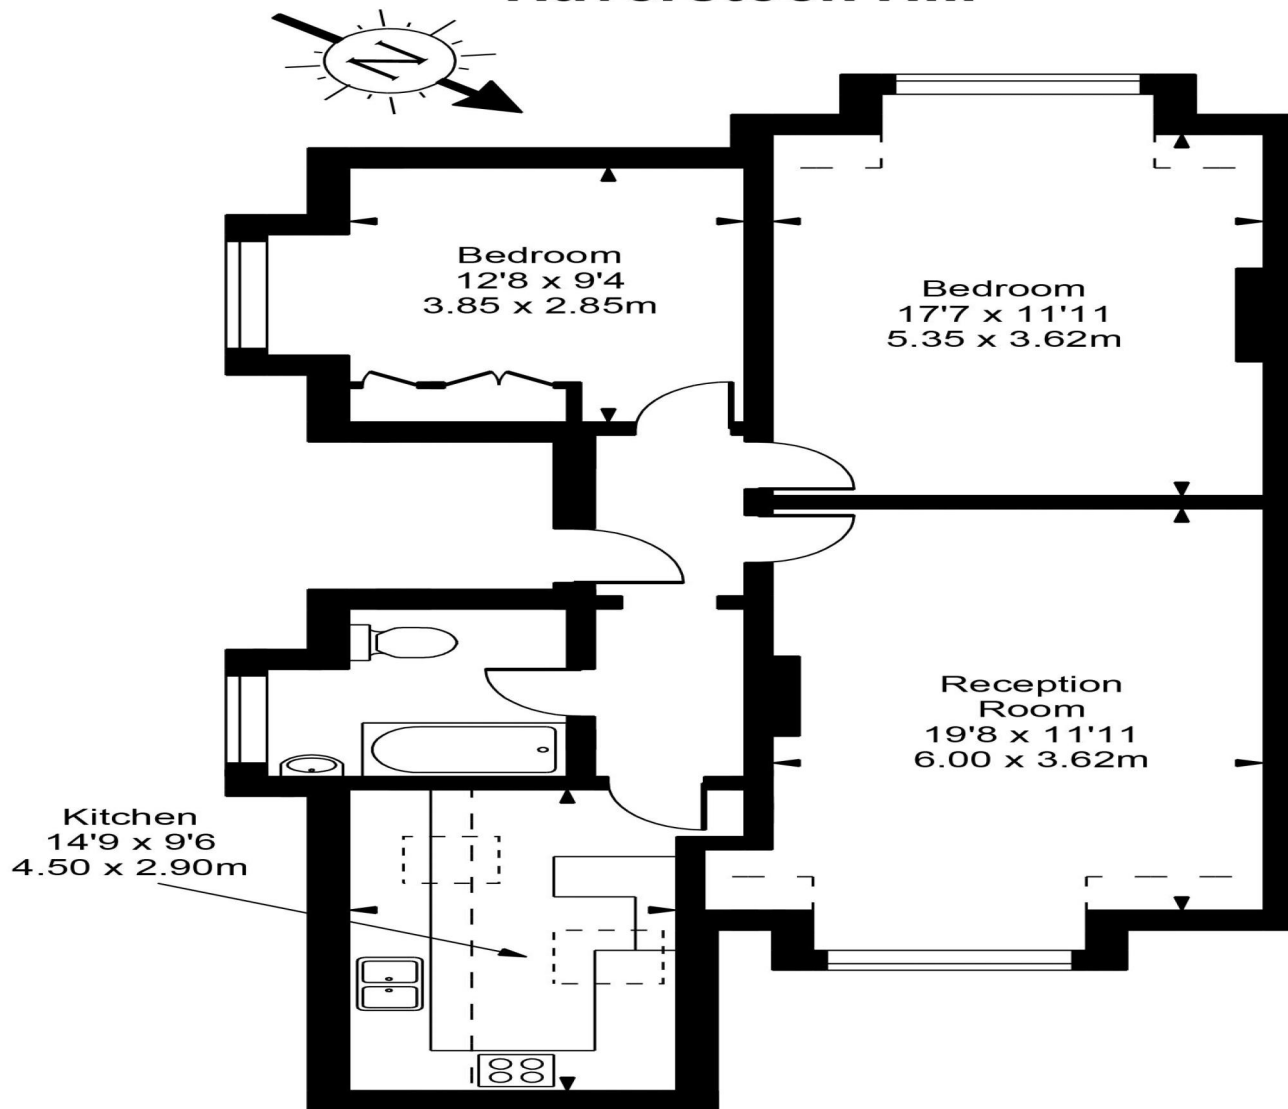 N
Bedroom
12'8 x 9'4
3.85 x 2.85m
Bedroom
17'7 x 11'11
5.35 x 3.62m
Reception
Room
19'8 x 11'11
6.00 x 3.62m
Kitchen
14'9 x 9'6
4.50 x 2.90m